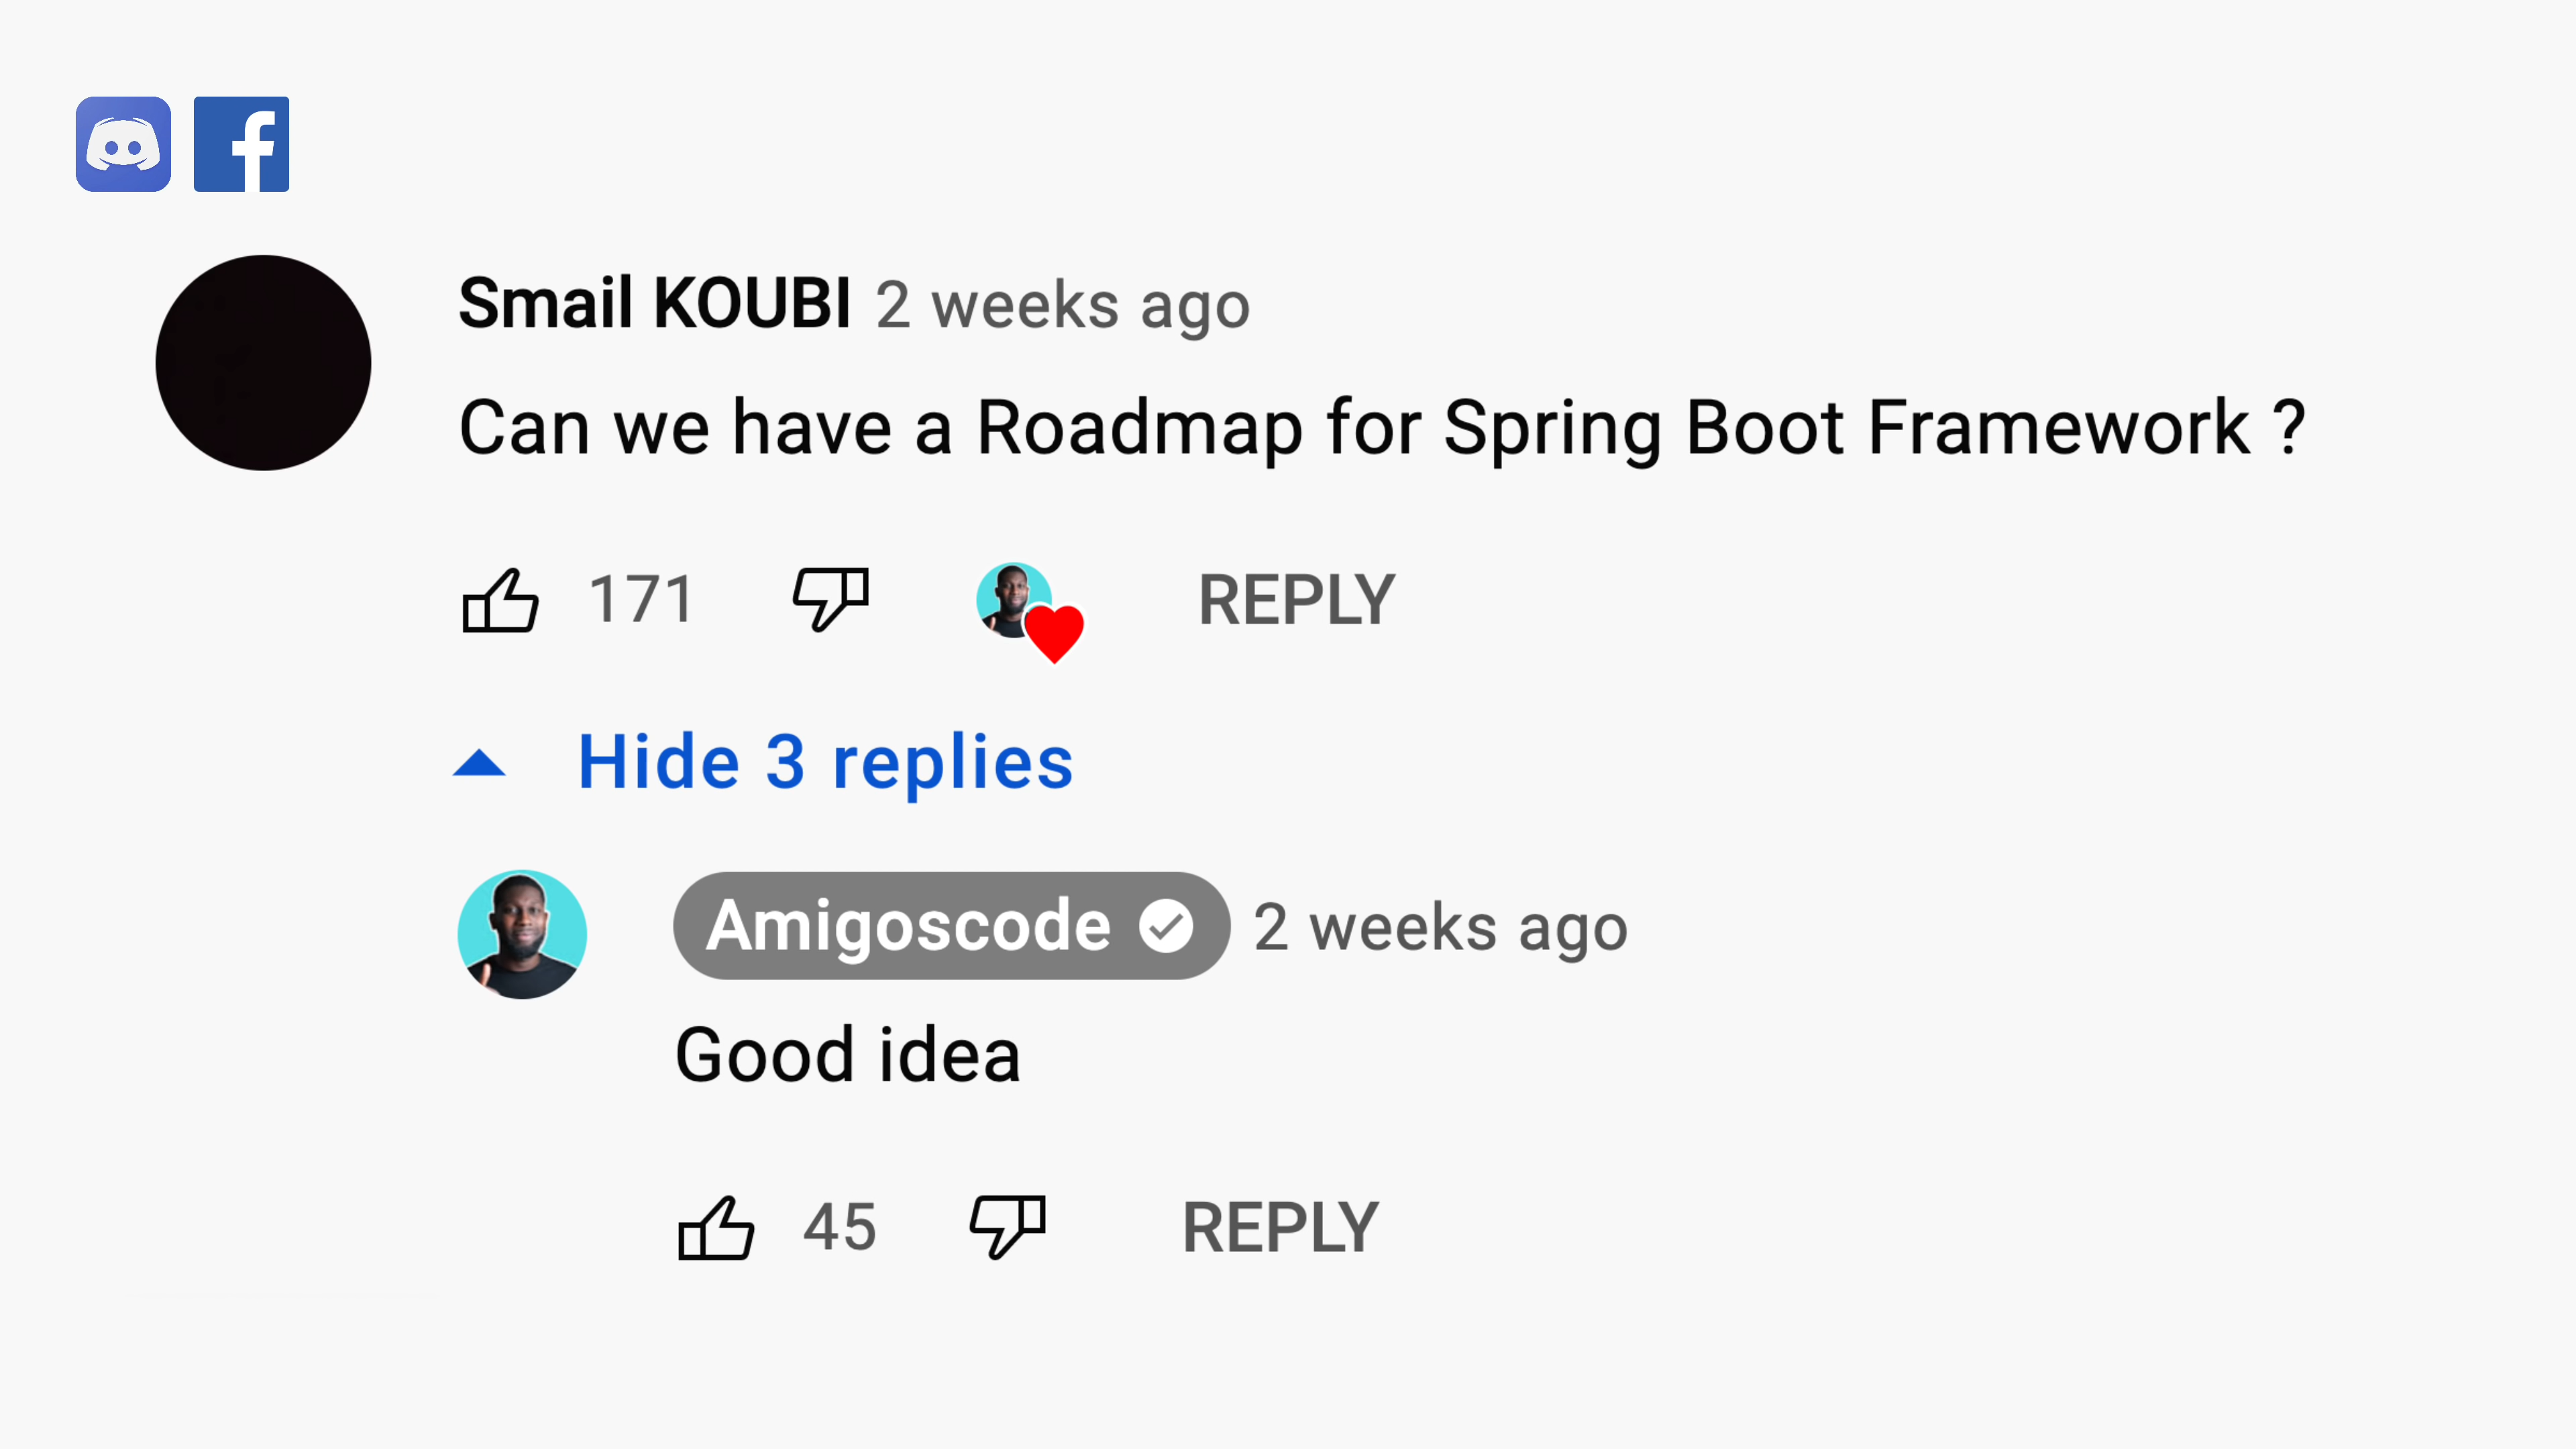 Smail KOUBI 2 weeks ago
Can we have a Roadmap for Spring Boot Framework ?
171 REPLY
Hide 3 replies
Amigoscode 2 weeks ago
Good idea
45 REPLY